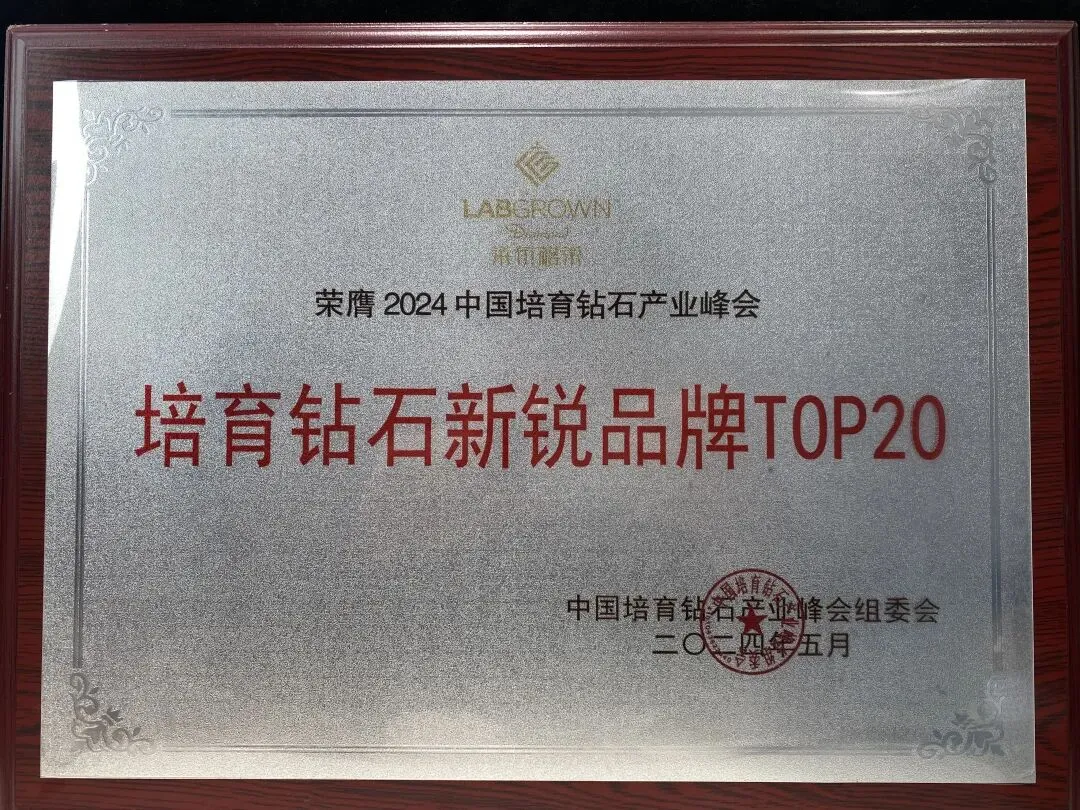 LABGROWN
Diamond
荣膺 2024 中国培育钻石产业峰会
培育钻石新锐品牌TOP20
中国培育钻石产业峰会组委会
二〇二四年五月